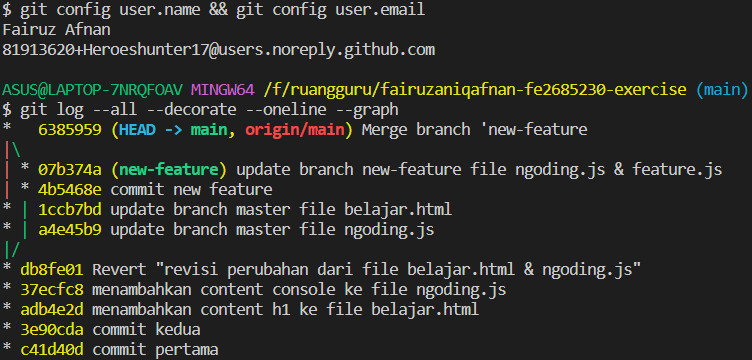 $ git config user.name && git config user.email
Fairuz Afnan
81913620+Heroeshunter17@users.noreply.github.com
ASUS@LAPTOP-7NRQFOAV MINGW64 /f/ruangguru/fairuzaniqafnan-fe2685230-exercise (main)
$ git log --all --decorate --oneline --graph
*   6385959 (HEAD -> main, origin/main) Merge branch 'new-feature
|\
| * 07b374a (new-feature) update branch new-feature file ngoding.js & feature.js
| * 4b5468e commit new feature
* | 1ccb7bd update branch master file belajar.html
* | a4e45b9 update branch master file ngoding.js
|/
* db8fe01 Revert "revisi perubahan dari file belajar.html & ngoding.js"
* 37ecfc8 menambahkan content console ke file ngoding.js
* adb4e2d menambahkan content h1 ke file belajar.html
* 3e90cda commit kedua
* c41d40d commit pertama